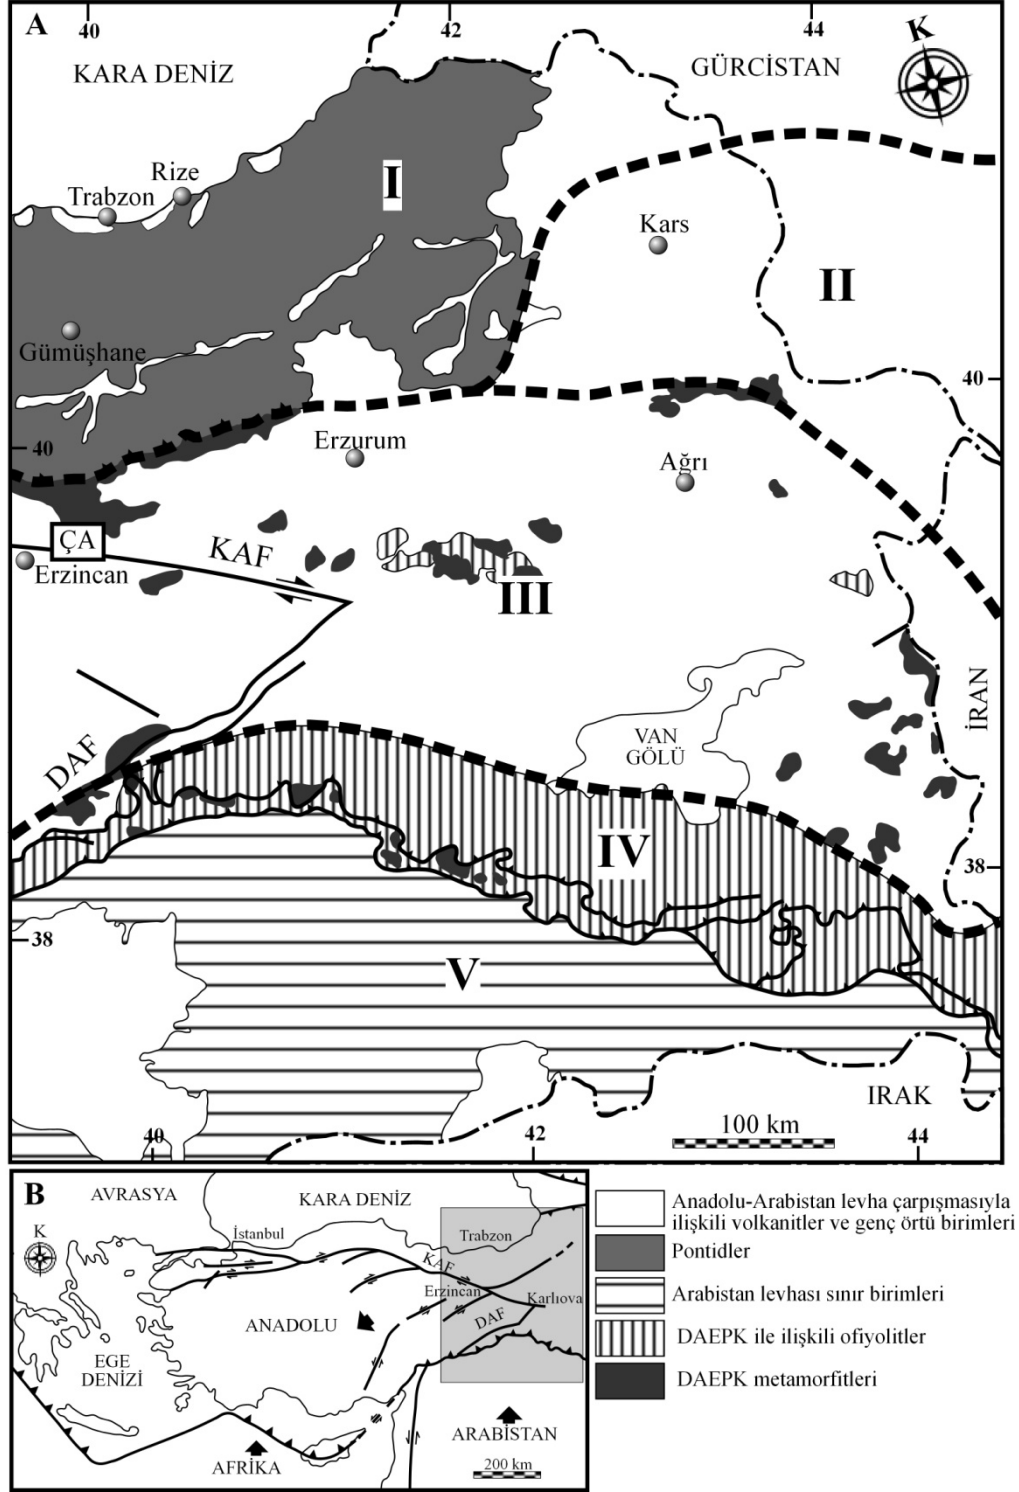 A
40
42
44
K
KARA DENİZ
GÜRCİSTAN
I
Rize
Trabzon
Kars
II
Gümüşhane
40
40
Erzurum
Ağrı
ÇA
KAF
Erzincan
III
İRAN
VAN
GÖLÜ
DAF
IV
38
38
V
IRAK
100 km
40
42
44
B
AVRASYA
KARA DENİZ
K
İstanbul
Trabzon
KAF
Erzincan
Karlıova
DAF
ANADOLU
EGE
DENİZİ
ARABİSTAN
AFRİKA
200 km
Anadolu-Arabistan levha çarpışmasıyla
ilişkili volkanitler ve genç örtü birimleri
Pontidler
Arabistan levhası sınır birimleri
DAEPK ile ilişkili ofiyolitler
DAEPK metamorfitleri